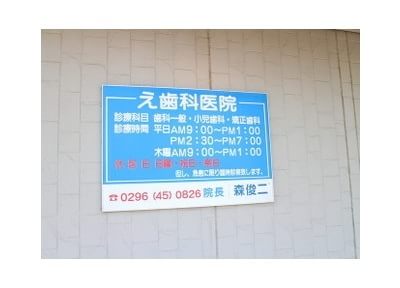 え歯科医院
診療科目 歯科一般・小児歯科・矯正歯科
診療時間 平日AM9:00〜PM1:00
PM2:30〜PM7:00
木曜AM9:00〜PM1:00
休診日 日曜・祝日・
但し、急患に限り随時診察致します。
☎0296(45)0826 院長 森俊二